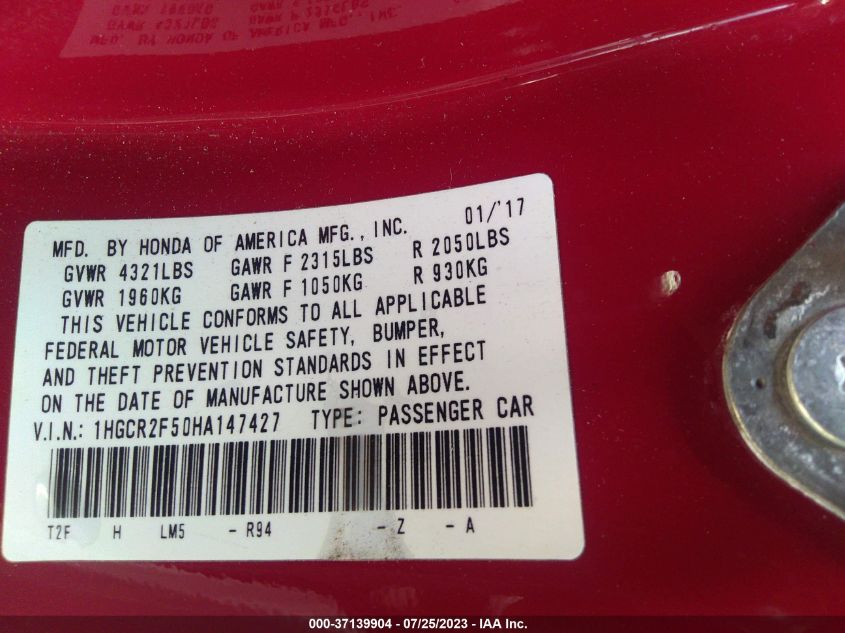 MFD. BY HONDA OF AMERICA MFG., INC. 01/'17
GVWR 4321LBS GAWR F 2315LBS R 2050LBS
GVWR 1960KG GAWR F 1050KG R 930KG
THIS VEHICLE CONFORMS TO ALL APPLICABLE
FEDERAL MOTOR VEHICLE SAFETY, BUMPER,
AND THEFT PREVENTION STANDARDS IN EFFECT
ON THE DATE OF MANUFACTURE SHOWN ABOVE.
V.I.N.: 1HGCR2F50HA147427 TYPE: PASSENGER CAR
T2F H LM5 - R94 - Z - A
000-37139904 / 07/25/2023 / IAA Inc.